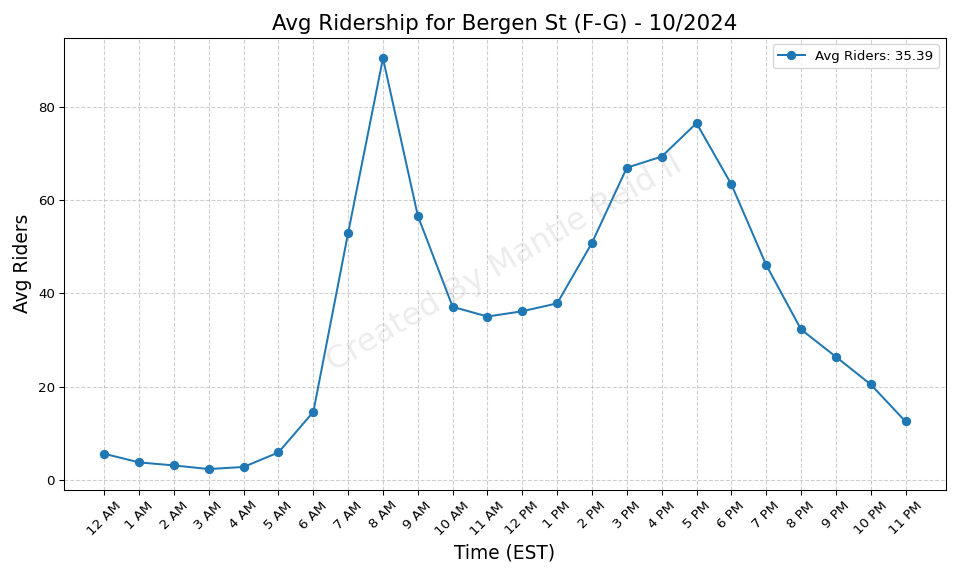 Avg Ridership for Bergen St (F-G) - 10/2024
Avg Riders: 35.39
Avg Riders
80
60
40
20
0
Created By Mantie Reid II
12 AM 1 AM 2 AM 3 AM 4 AM 5 AM 6 AM 7 AM 8 AM 9 AM 10 AM 11 AM 12 PM 1 PM 2 PM 3 PM 4 PM 5 PM 6 PM 7 PM 8 PM 9 PM 10 PM 11 PM
Time (EST)